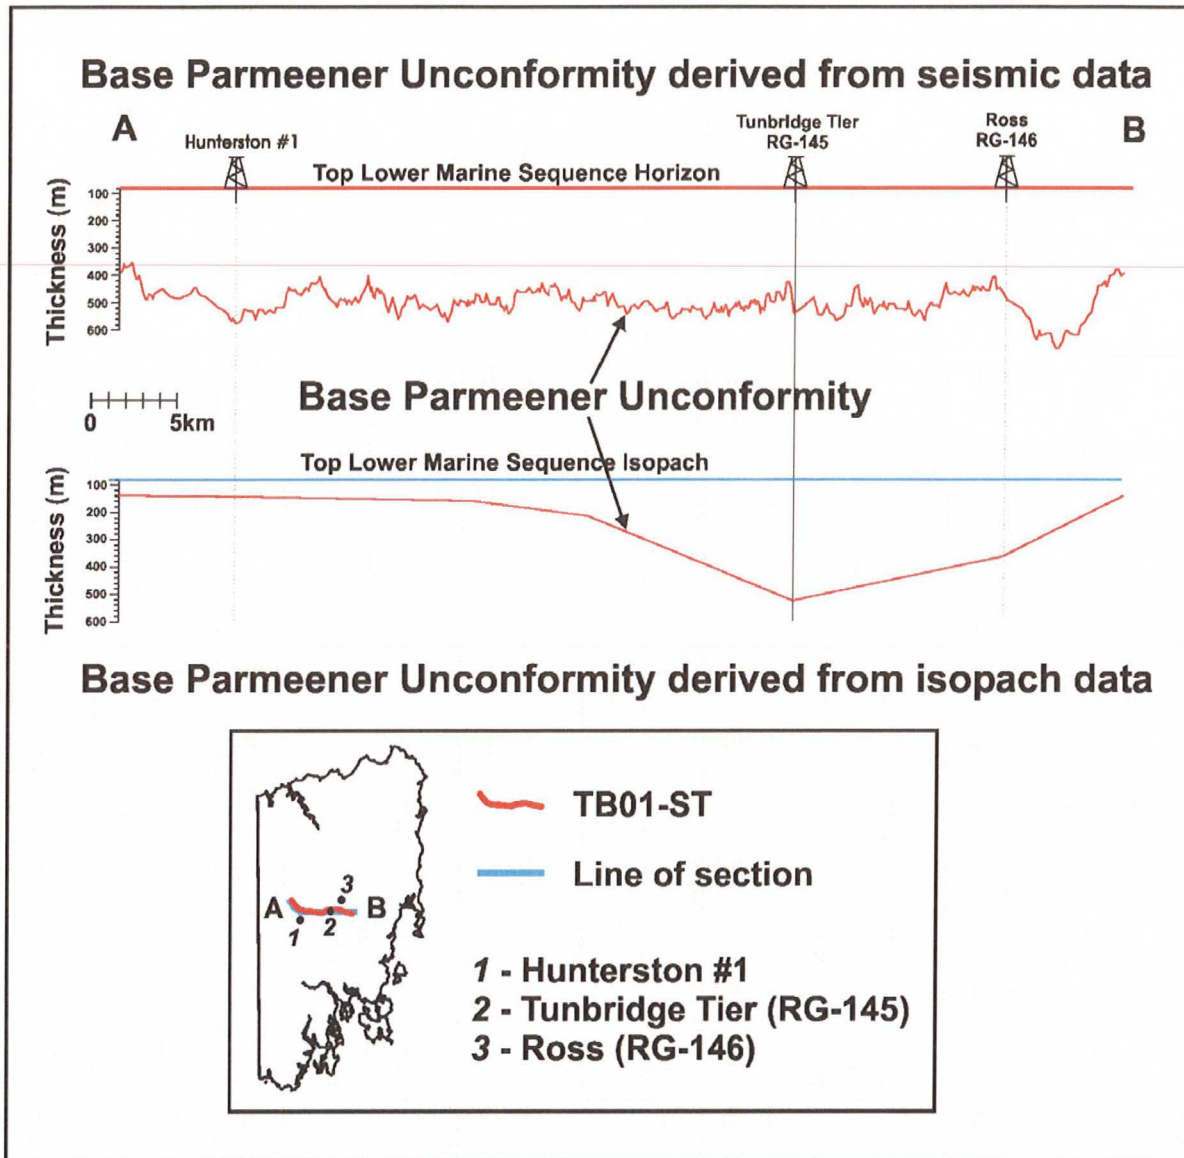 Base Parmeener Unconformity derived from seismic data
A
Hunterston #1
Tunbridge Tier
RG-145
Ross
RG-146
B
Top Lower Marine Sequence Horizon
Thickness (m)
100
200
300
400
500
600
Base Parmeener Unconformity
0 5km
Top Lower Marine Sequence Isopach
Thickness (m)
100
200
300
400
500
600
Base Parmeener Unconformity derived from isopach data
TB01-ST
Line of section
A
B
1
2
3
1 - Hunterston #1
2 - Tunbridge Tier (RG-145)
3 - Ross (RG-146)